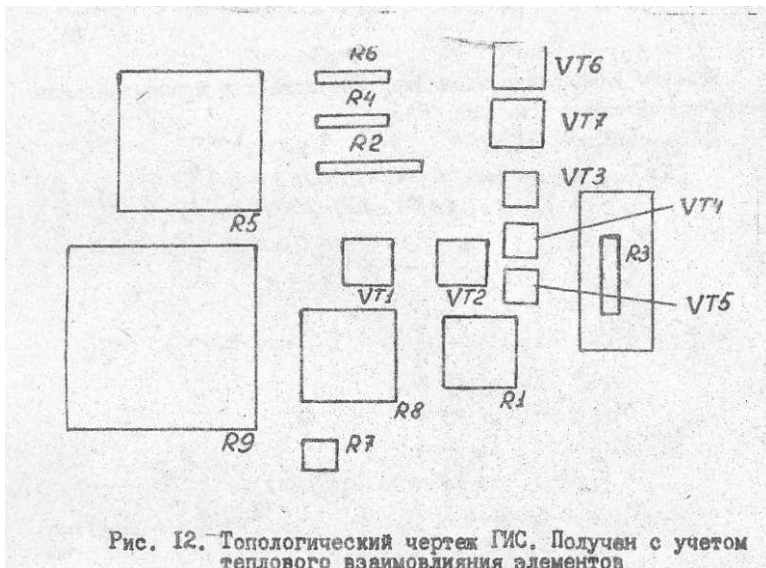 R6
VT6
R4
VT7
R2
VT3
VT4
R5
R3
VT1
VT2
VT5
R8
R1
R9
R7
Рис. I2. Топологический чертеж ГИС. Получен с учетом
теплового взаимовлияния элементов